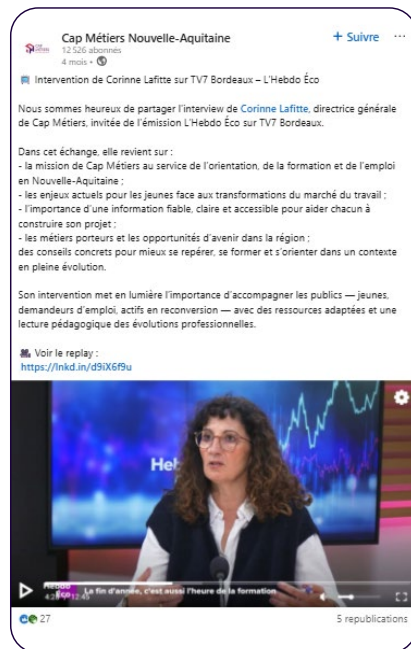 Cap Métiers Nouvelle-Aquitaine
+ Suivre ...
12 526 abonnés
4 mois •
Intervention de Corinne Lafitte sur TV7 Bordeaux – L'Hebdo Éco
Nous sommes heureux de partager l'interview de Corinne Lafitte, directrice générale
de Cap Métiers, invitée de l'émission L'Hebdo Éco sur TV7 Bordeaux.
Dans cet échange, elle revient sur :
- la mission de Cap Métiers au service de l'orientation, de la formation et de l'emploi
en Nouvelle-Aquitaine ;
- les enjeux actuels pour les jeunes face aux transformations du marché du travail ;
- l'importance d'une information fiable, claire et accessible pour aider chacun à
construire son projet ;
- les métiers porteurs et les opportunités d'avenir dans la région ;
des conseils concrets pour mieux se repérer, se former et s'orienter dans un contexte
en pleine évolution.
Son intervention met en lumière l'importance d'accompagner les publics — jeunes,
demandeurs d'emploi, actifs en reconversion — avec des ressources adaptées et une
lecture pédagogique des évolutions professionnelles.
Voir le replay :
https://lnkd.in/d9iX6f9u
Heb
Hebdo
Éco
La fin d'année, c'est aussi l'heure de la formation
4:28 / 12:45
27
5 republications